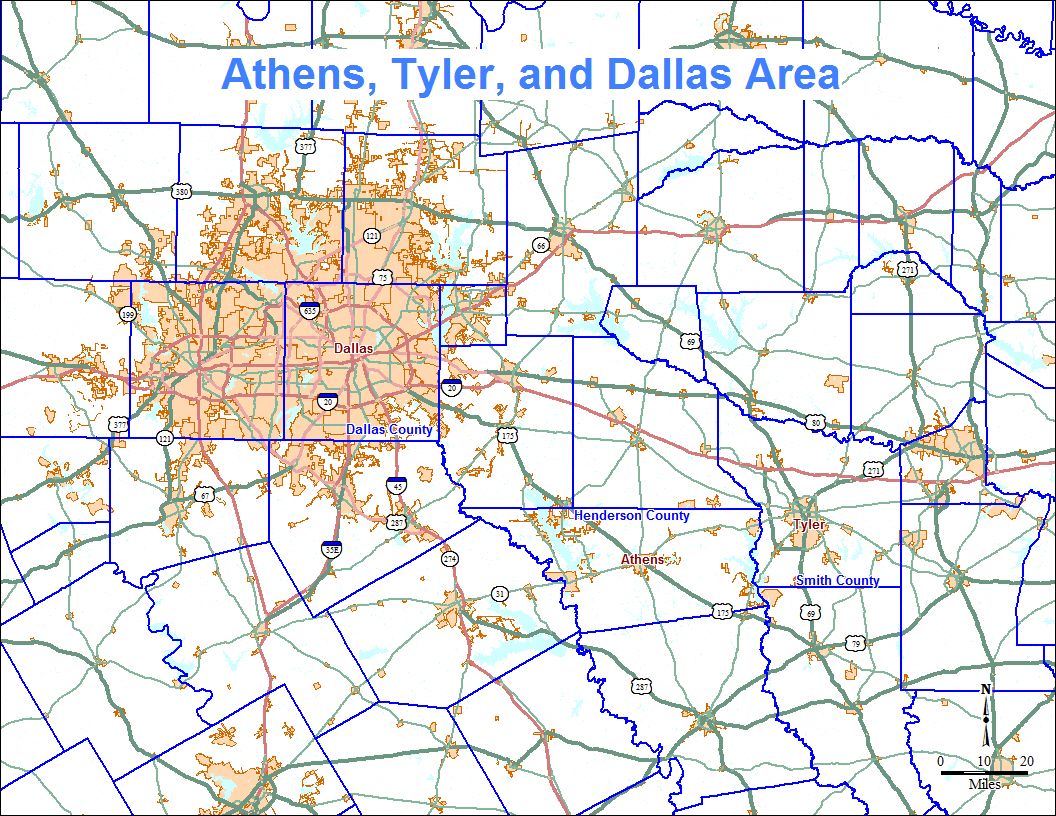 Athens, Tyler, and Dallas Area
377
380
121
66
75
271
199
635
69
Dallas
20
20
377
80
Dallas County
121
175
271
45
67
287
Henderson County
Tyler
35E
274
Athens
Smith County
31
175
69
79
287
N
0 10 20
Miles